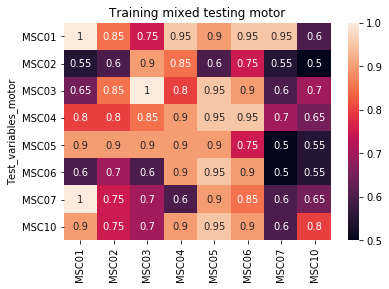 Training mixed testing motor
Test_variables_motor
MSC01 1 0.85 0.75 0.95 0.9 0.95 0.95 0.6
MSC02 0.55 0.6 0.9 0.85 0.6 0.75 0.55 0.5
MSC03 0.65 0.85 1 0.8 0.95 0.9 0.6 0.7
MSC04 0.8 0.8 0.85 0.9 0.95 0.95 0.7 0.65
MSC05 0.9 0.9 0.9 0.9 0.9 0.75 0.5 0.55
MSC06 0.6 0.7 0.6 0.9 0.95 0.9 0.5 0.55
MSC07 1 0.75 0.7 0.6 0.9 0.85 0.6 0.65
MSC10 0.9 0.75 0.7 0.9 0.95 0.9 0.6 0.8
MSC01 MSC02 MSC03 MSC04 MSC05 MSC06 MSC07 MSC10
1.0
0.9
0.8
0.7
0.6
0.5